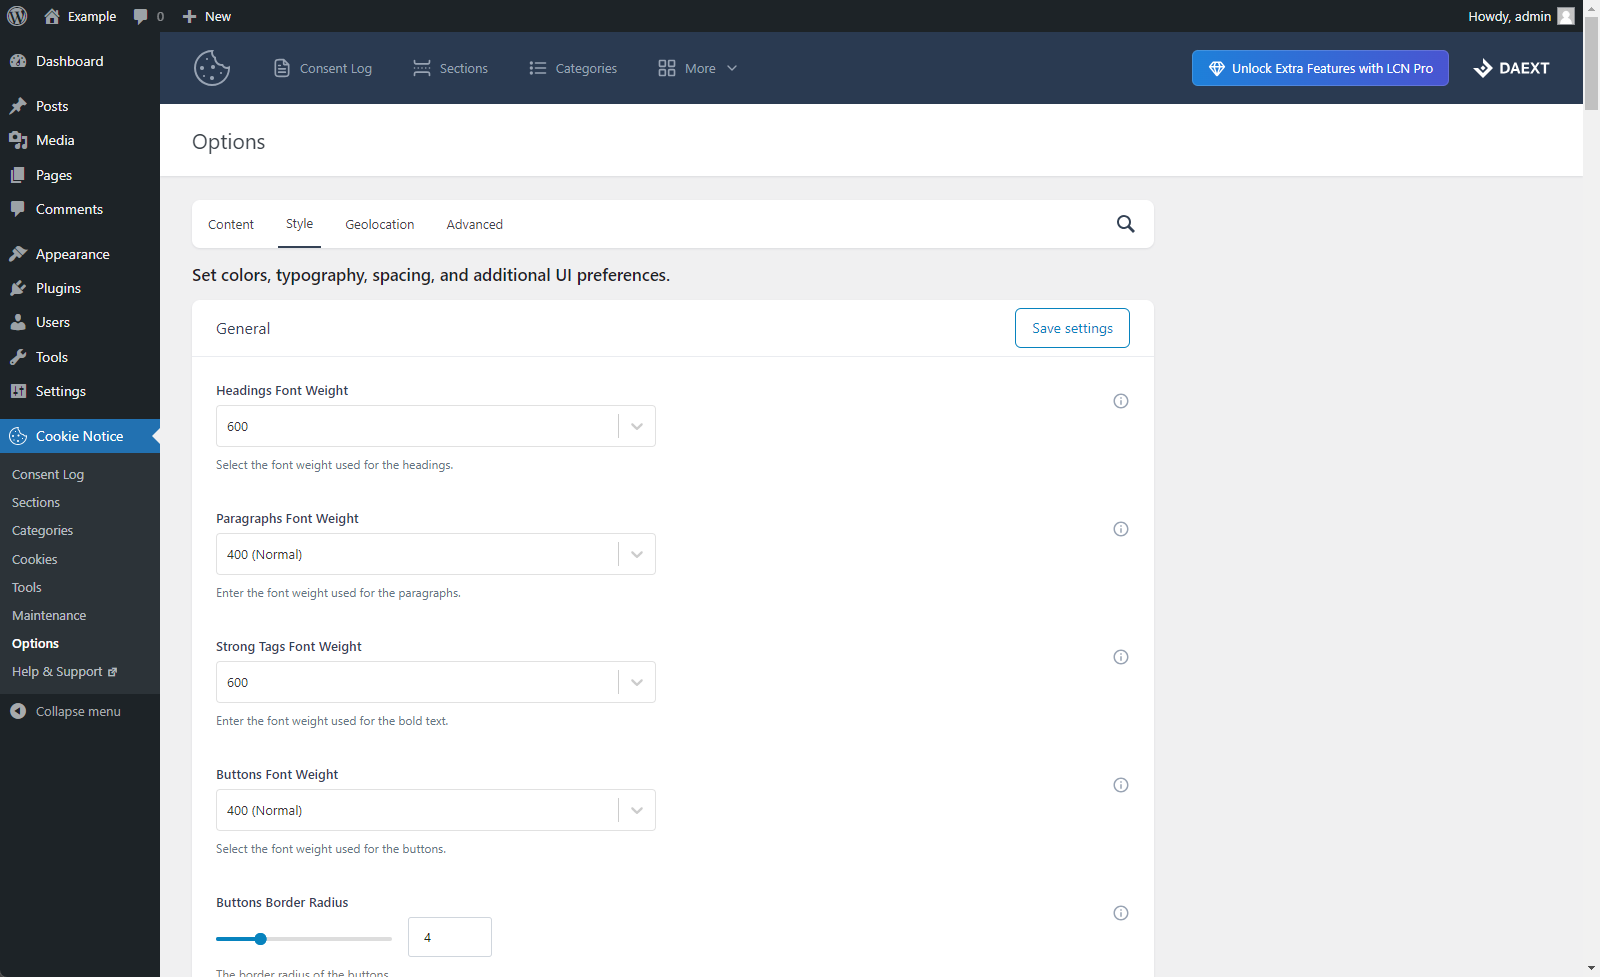 Example
0
New
Howdy, admin
Dashboard
Posts
Media
Pages
Comments
Appearance
Plugins
Users
Tools
Settings
Cookie Notice
Consent Log
Sections
Categories
Cookies
Tools
Maintenance
Options
Help & Support
Collapse menu
Consent Log
Sections
Categories
More
Unlock Extra Features with LCN Pro
DAEXT
Options
Content
Style
Geolocation
Advanced
Set colors, typography, spacing, and additional UI preferences.
General
Save settings
Headings Font Weight
600
Select the font weight used for the headings.
Paragraphs Font Weight
400 (Normal)
Enter the font weight used for the paragraphs.
Strong Tags Font Weight
600
Enter the font weight used for the bold text.
Buttons Font Weight
400 (Normal)
Select the font weight used for the buttons.
Buttons Border Radius
4
The border radius of the buttons.